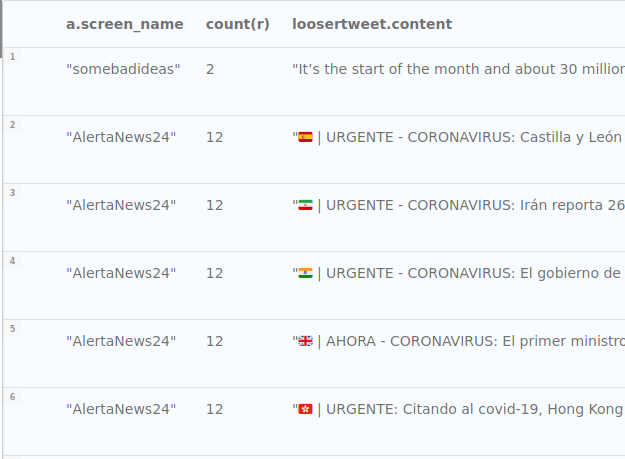 a.screen_name count(r) loosertweet.content
1
"somebadideas" 2 "It’s the start of the month and about 30 million
2
"AlertaNews24" 12 "🇪🇸 | URGENTE - CORONAVIRUS: Castilla y León
3
"AlertaNews24" 12 "🇮🇷 | URGENTE - CORONAVIRUS: Irán reporta 26
4
"AlertaNews24" 12 "🇮🇳 | URGENTE - CORONAVIRUS: El gobierno de
5
"AlertaNews24" 12 "🇬🇧 | AHORA - CORONAVIRUS: El primer ministro
6
"AlertaNews24" 12 "🇭🇰 | URGENTE: Citando al covid-19, Hong Kong